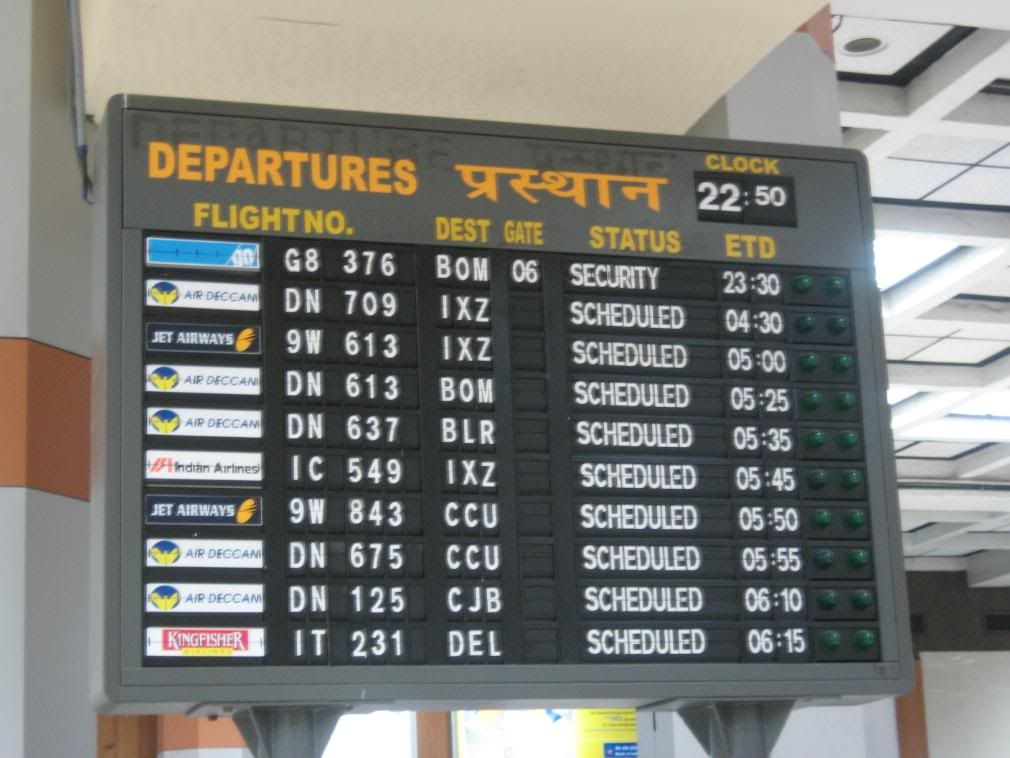 DEPARTURES प्रस्थान CLOCK 22:50
FLIGHT NO. DEST GATE STATUS ETD
GO G8 376 BOM 06 SECURITY 23:30
AIR DECCAN DN 709 IXZ SCHEDULED 04:30
JET AIRWAYS 9W 613 IXZ SCHEDULED 05:00
AIR DECCAN DN 613 BOM SCHEDULED 05:25
AIR DECCAN DN 637 BLR SCHEDULED 05:35
Indian Airlines IC 549 IXZ SCHEDULED 05:45
JET AIRWAYS 9W 843 CCU SCHEDULED 05:50
AIR DECCAN DN 675 CCU SCHEDULED 05:55
AIR DECCAN DN 125 CJB SCHEDULED 06:10
KINGFISHER AIRLINES IT 231 DEL SCHEDULED 06:15